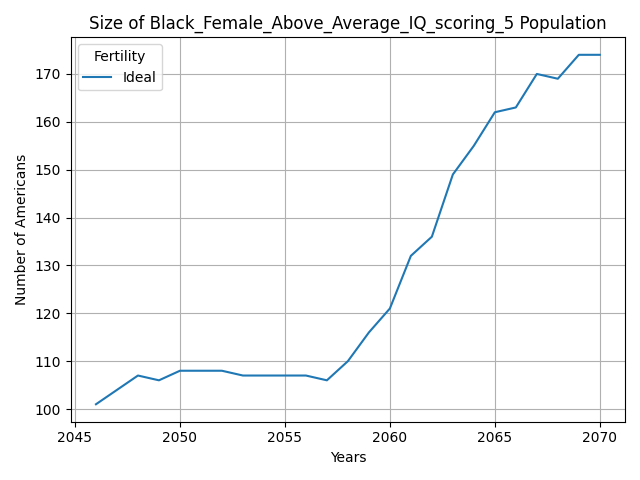 Size of Black_Female_Above_Average_IQ_scoring_5 Population
Fertility
Ideal
Number of Americans
170
160
150
140
130
120
110
100
2045 2050 2055 2060 2065 2070
Years